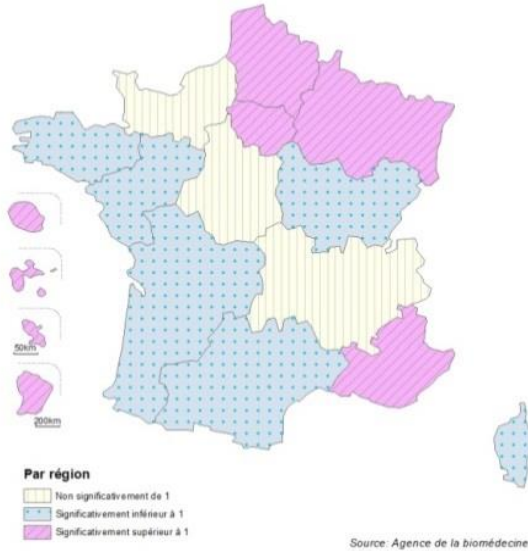 50km
200km
Par région
Non significativement de 1
Significativement inférieur à 1
Significativement supérieur à 1
Source: Agence de la biomédecine